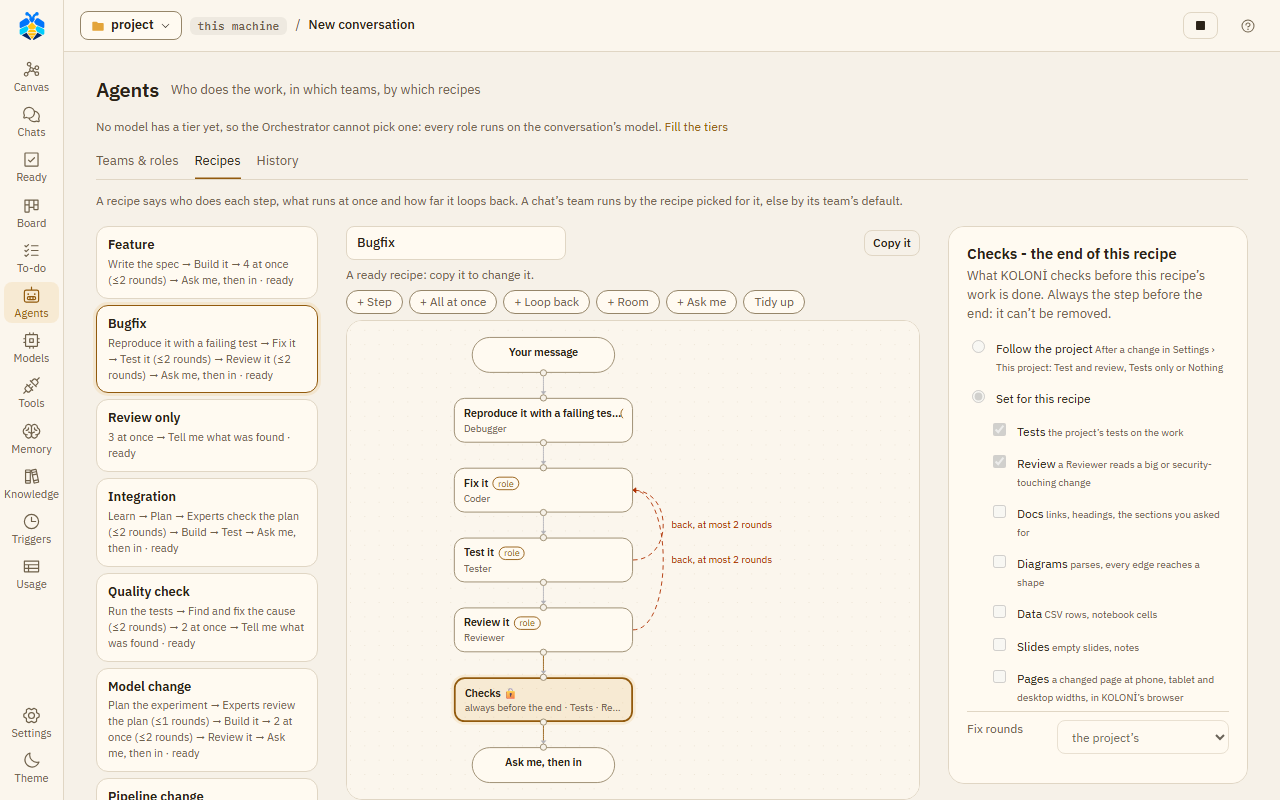 project
this machine / New conversation
Canvas
Chats
Ready
Board
To-do
Agents
Models
Tools
Memory
Knowledge
Triggers
Usage
Settings
Theme
Agents Who does the work, in which teams, by which recipes
No model has a tier yet, so the Orchestrator cannot pick one: every role runs on the conversation's model. Fill the tiers
Teams & roles Recipes History
A recipe says who does each step, what runs at once and how far it loops back. A chat's team runs by the recipe picked for it, else by its team's default.
Feature
Write the spec → Build it → 4 at once
(≤2 rounds) → Ask me, then in · ready
Bugfix
Reproduce it with a failing test → Fix it
→ Test it (≤2 rounds) → Review it (≤2
rounds) → Ask me, then in · ready
Review only
3 at once → Tell me what was found ·
ready
Integration
Learn → Plan → Experts check the plan
(≤2 rounds) → Build → Test → Ask me,
then in · ready
Quality check
Run the tests → Find and fix the cause
(≤2 rounds) → 2 at once → Tell me what
was found · ready
Model change
Plan the experiment → Experts review
the plan (≤1 rounds) → Build it → 2 at
once (≤2 rounds) → Review it → Ask
me, then in · ready
Pipeline change
Bugfix
Copy it
A ready recipe: copy it to change it.
+ Step + All at once + Loop back + Room + Ask me Tidy up
Your message
Reproduce it with a failing tes...
Debugger
Fix it role
Coder
Test it role
Tester
Review it role
Reviewer
back, at most 2 rounds
back, at most 2 rounds
Checks
always before the end · Tests · Re...
Ask me, then in
Checks - the end of this recipe
What KOLONİ checks before this recipe's
work is done. Always the step before the
end: it can't be removed.
Follow the project After a change in Settings ›
This project: Test and review, Tests only or Nothing
Set for this recipe
Tests the project's tests on the work
Review a Reviewer reads a big or security-
touching change
Docs links, headings, the sections you asked
for
Diagrams parses, every edge reaches a
shape
Data CSV rows, notebook cells
Slides empty slides, notes
Pages a changed page at phone, tablet and
desktop widths, in KOLONİ's browser
Fix rounds the project's